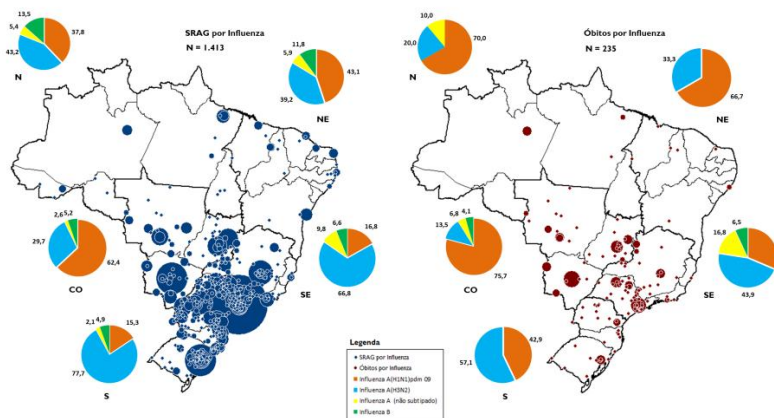 SRAG por Influenza
N = 1.413
13,5
5,4
37,8
43,2
N
11,8
5,9
43,1
39,2
NE
2,6
5,2
29,7
62,4
CO
9,8
6,6
16,8
66,8
SE
2,1
4,9
15,3
77,7
S
Óbitos por Influenza
N = 235
10,0
20,0
70,0
N
33,3
66,7
NE
6,8
4,1
13,5
75,7
CO
6,5
16,8
43,9
SE
42,9
57,1
S
Legenda
SRAG por Influenza
Óbitos por Influenza
Influenza A(H1N1)pdm 09
Influenza A(H3N2)
Influenza A (não subtipado)
Influenza B